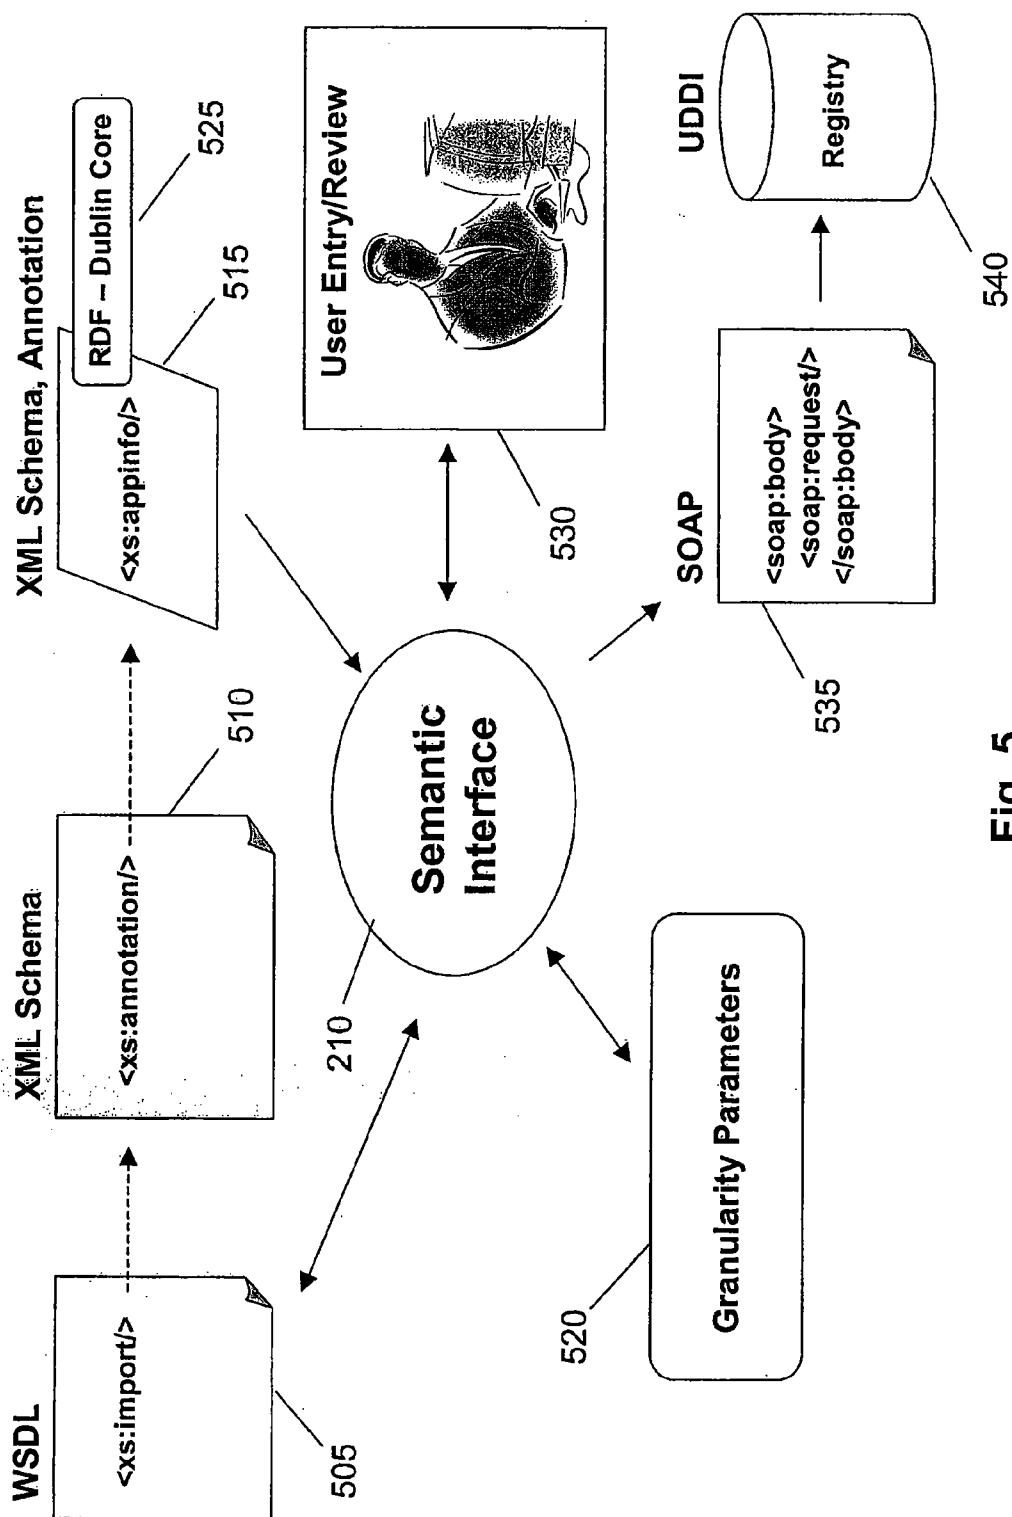 WSDL
<xs:import/>
505
XML Schema
<xs:annotation/>
510
XML Schema, Annotation
<xs:appinfo/>
RDF – Dublin Core
525
515
210
Semantic
Interface
User Entry/Review
530
520
Granularity Parameters
SOAP
<soap:body>
<soap:request/>
</soap:body>
535
UDDI
Registry
540
Fig. 5